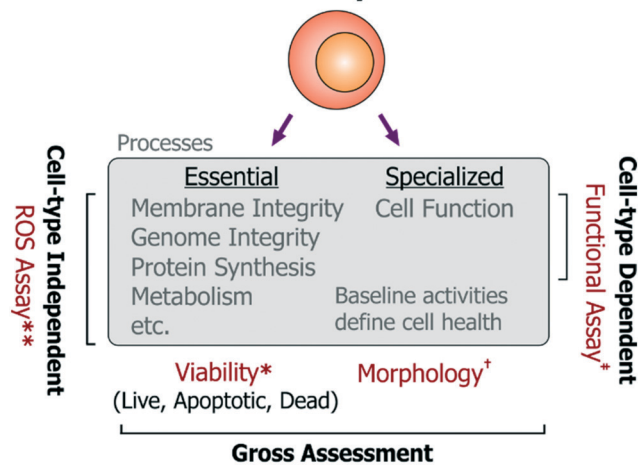 Processes
Essential
Specialized
Membrane Integrity
Cell Function
Genome Integrity
Protein Synthesis
Metabolism
Baseline activities
etc.
define cell health
Cell-type Independent
ROS Assay**
Cell-type Dependent
Functional Assay‡
Viability*
Morphology†
(Live, Apoptotic, Dead)
Gross Assessment